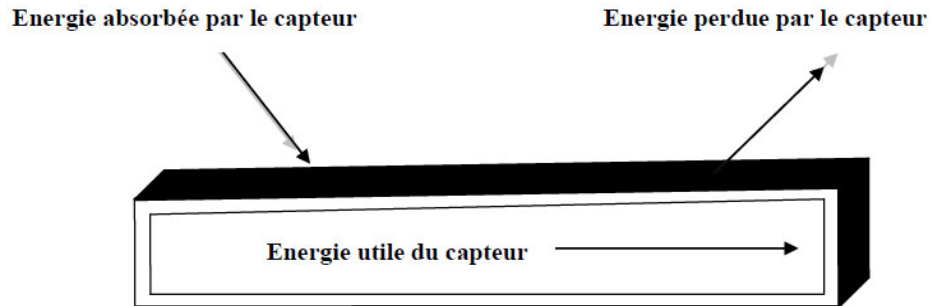 Energie absorbée par le capteur
Energie perdue par le capteur
Energie utile du capteur